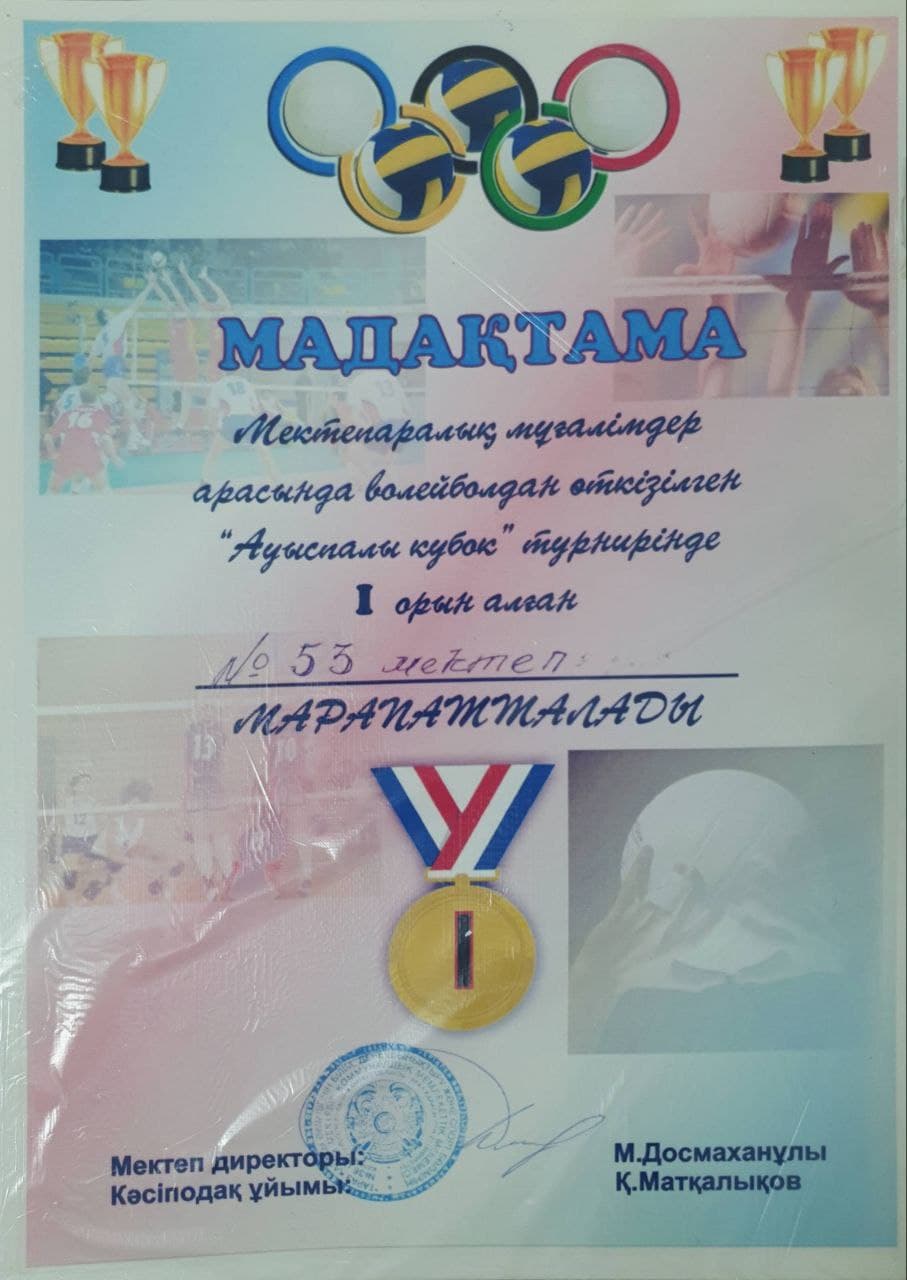 МАДАҚТАМА
Мектепаралық мұғалімдер
арасында волейболдан өткізілген
“Ауыспалы кубок” турнирінде
I орын алған
№ 53 мектеп
МАРАПАТТАЛАДЫ
I
Мектеп директоры: М.Досмаханұлы
Кәсіподақ ұйымы: Қ.Матқалықов